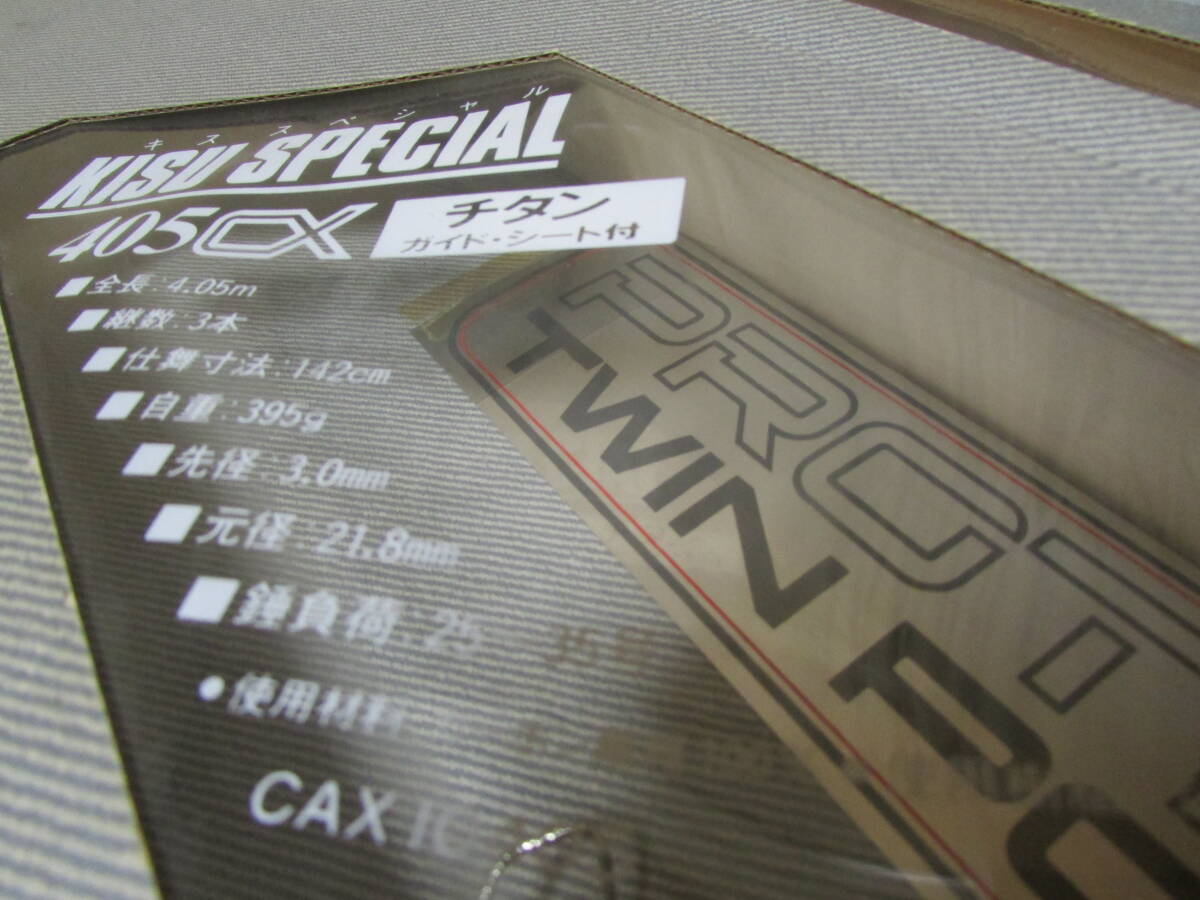 キススペシャル
KISU SPECIAL
405CX
チタン
ガイド・シート付
■全長:4.05m
■継数:3本
■仕舞寸法:142cm
■自重:395g
■先径:3.0mm
■元径:21.8mm
■錘負荷:25
●使用材料
CAX
TWIN